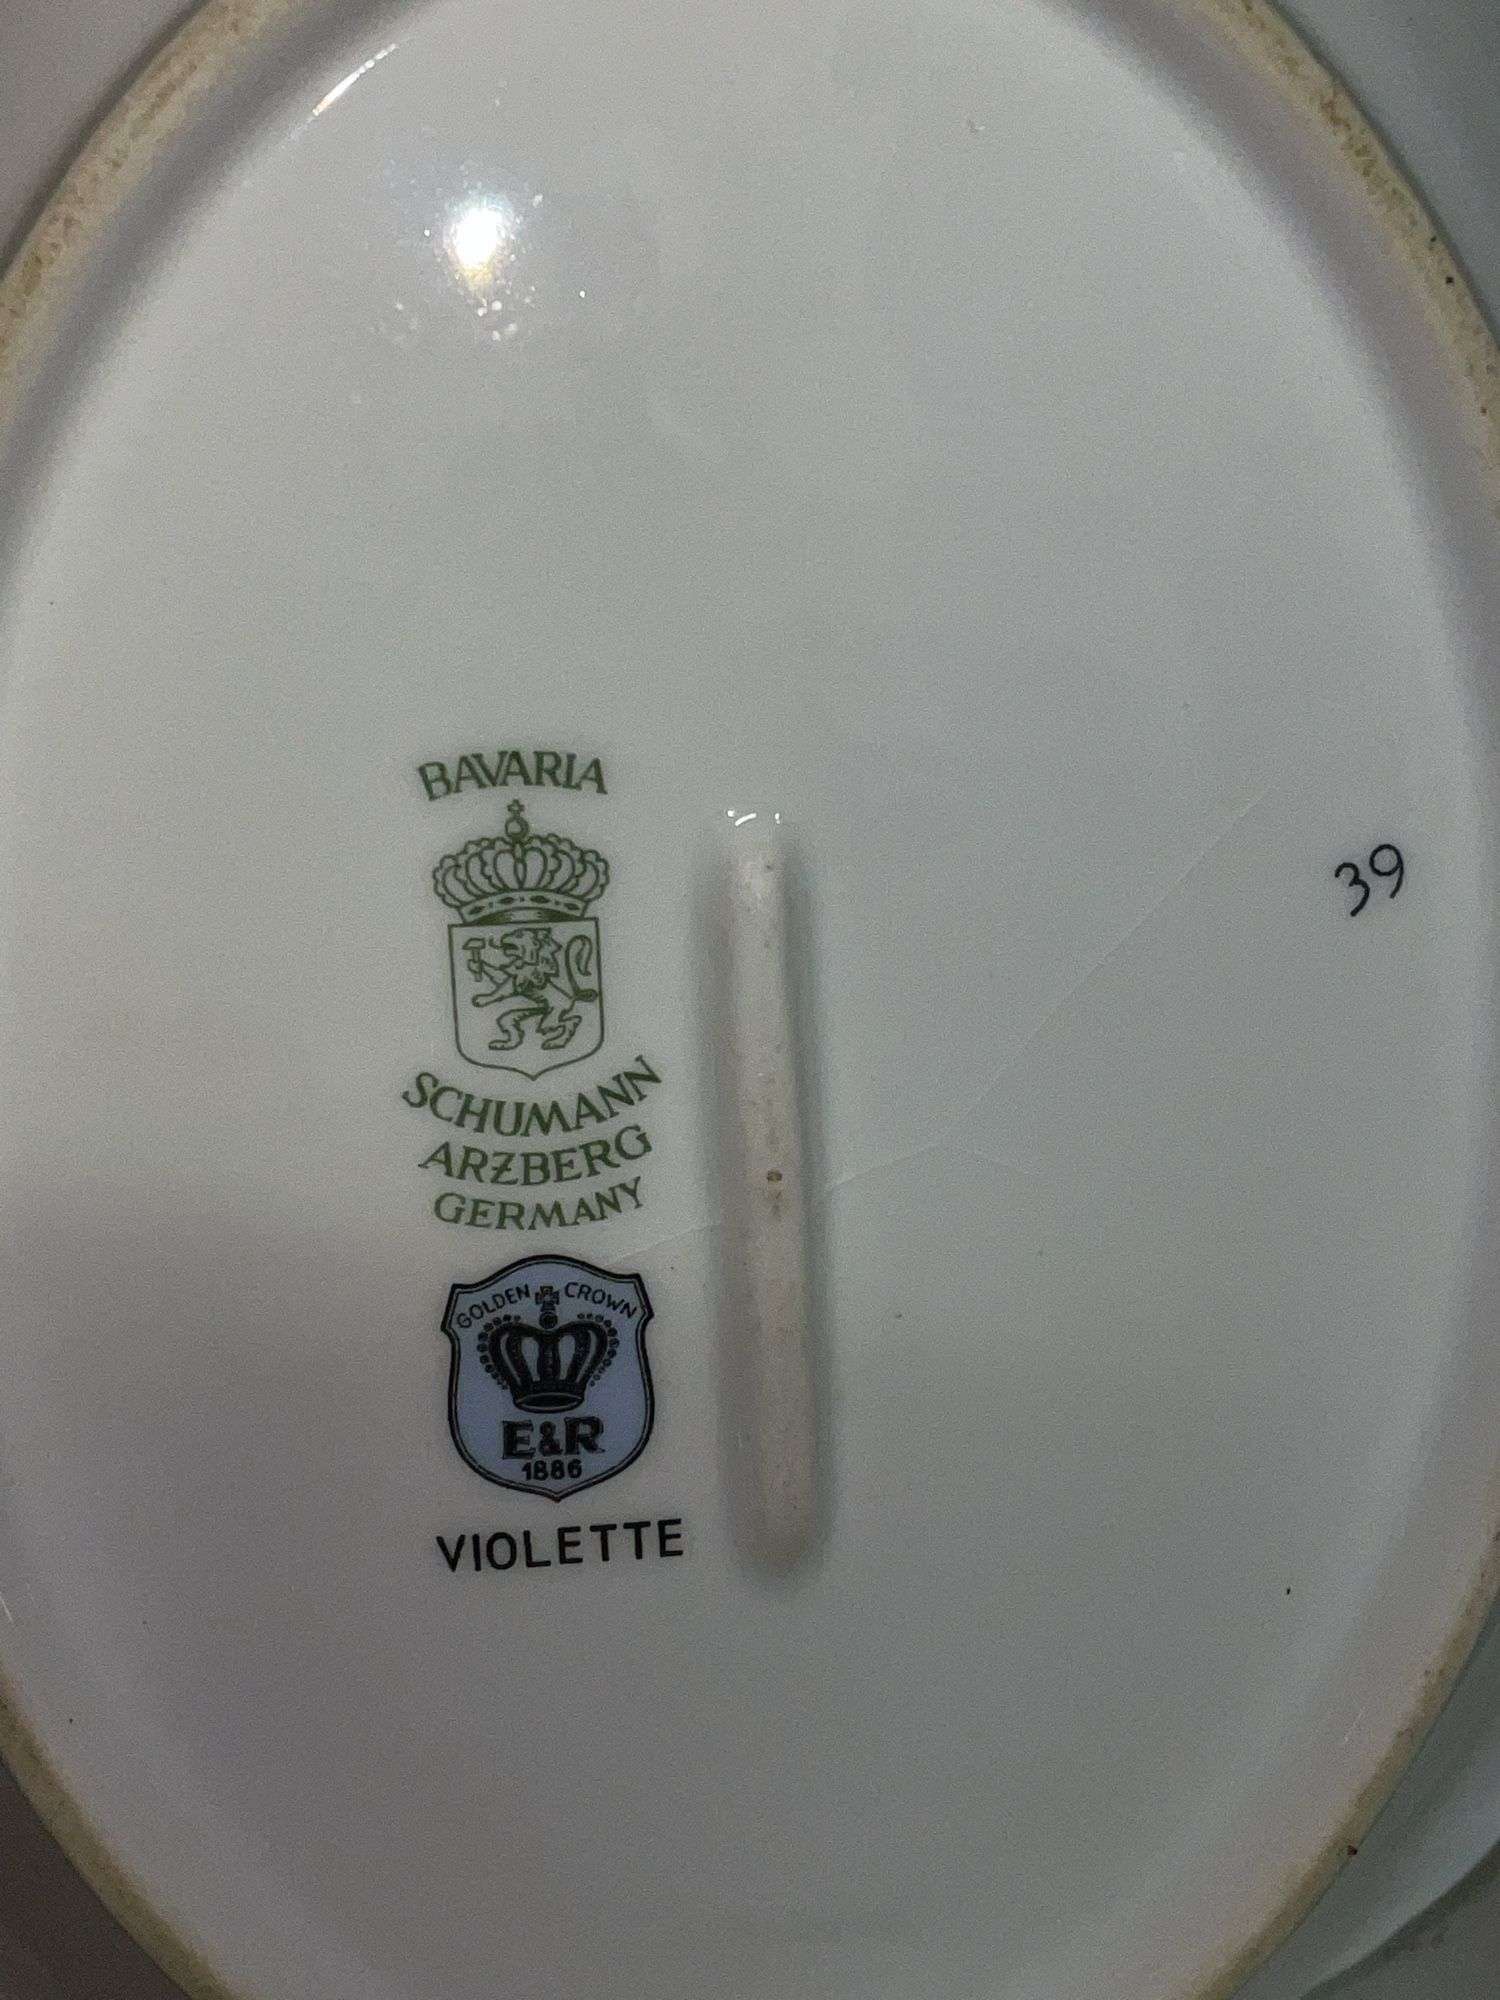 BAVARIA
SCHUMANN
ARZBERG
GERMANY
GOLDEN CROWN
E&R
1886
VIOLETTE
39